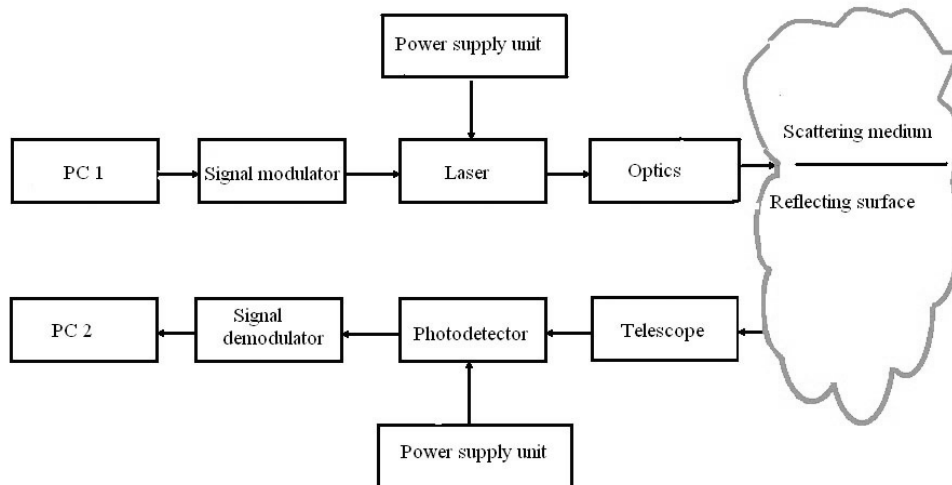 Power supply unit
Scattering medium
PC 1
Signal modulator
Laser
Optics
Reflecting surface
PC 2
Signal
demodulator
Photodetector
Telescope
Power supply unit